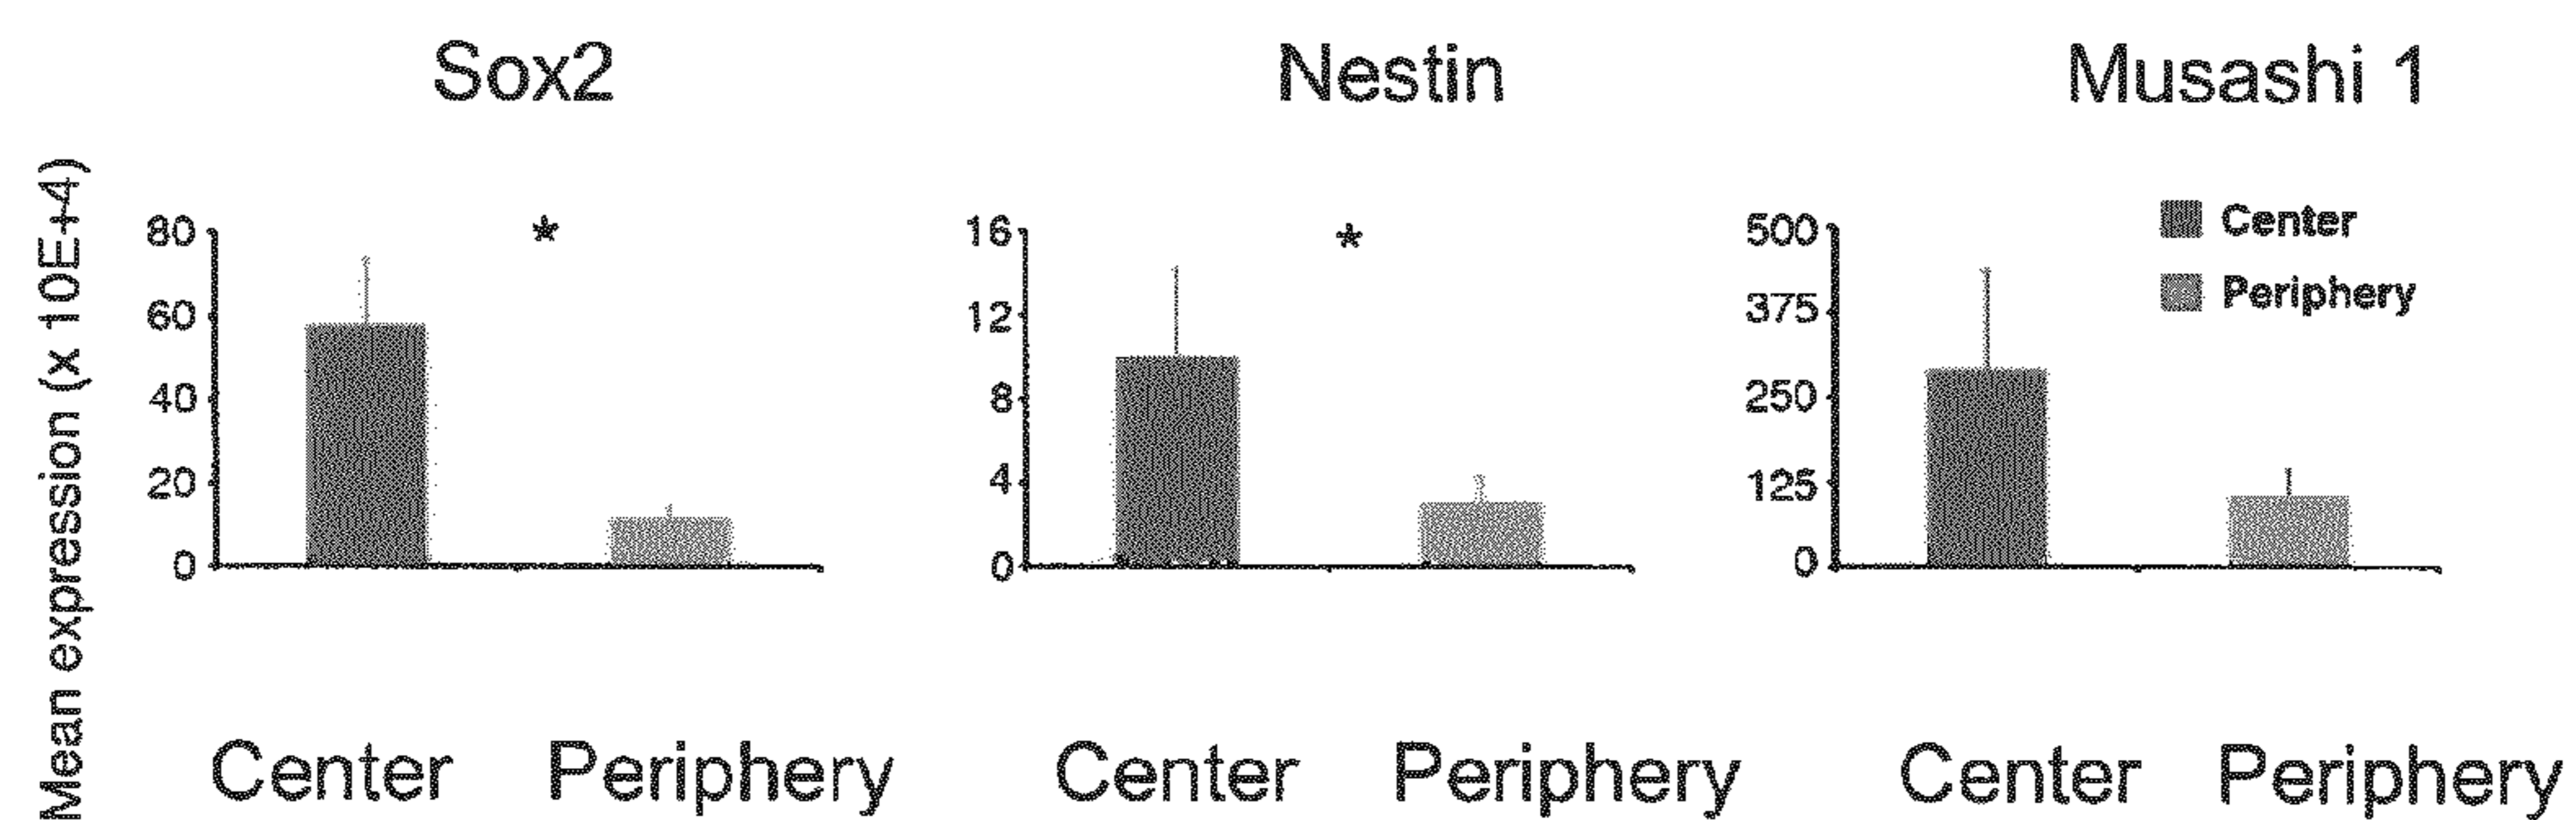 Sox2
Nestin
Musashi 1
Mean expression (x 10E+4)
80
60
40
20
0
*
Center
Periphery
16
12
8
4
0
*
Center
Periphery
500
375
250
125
0
Center
Periphery
Center
Periphery